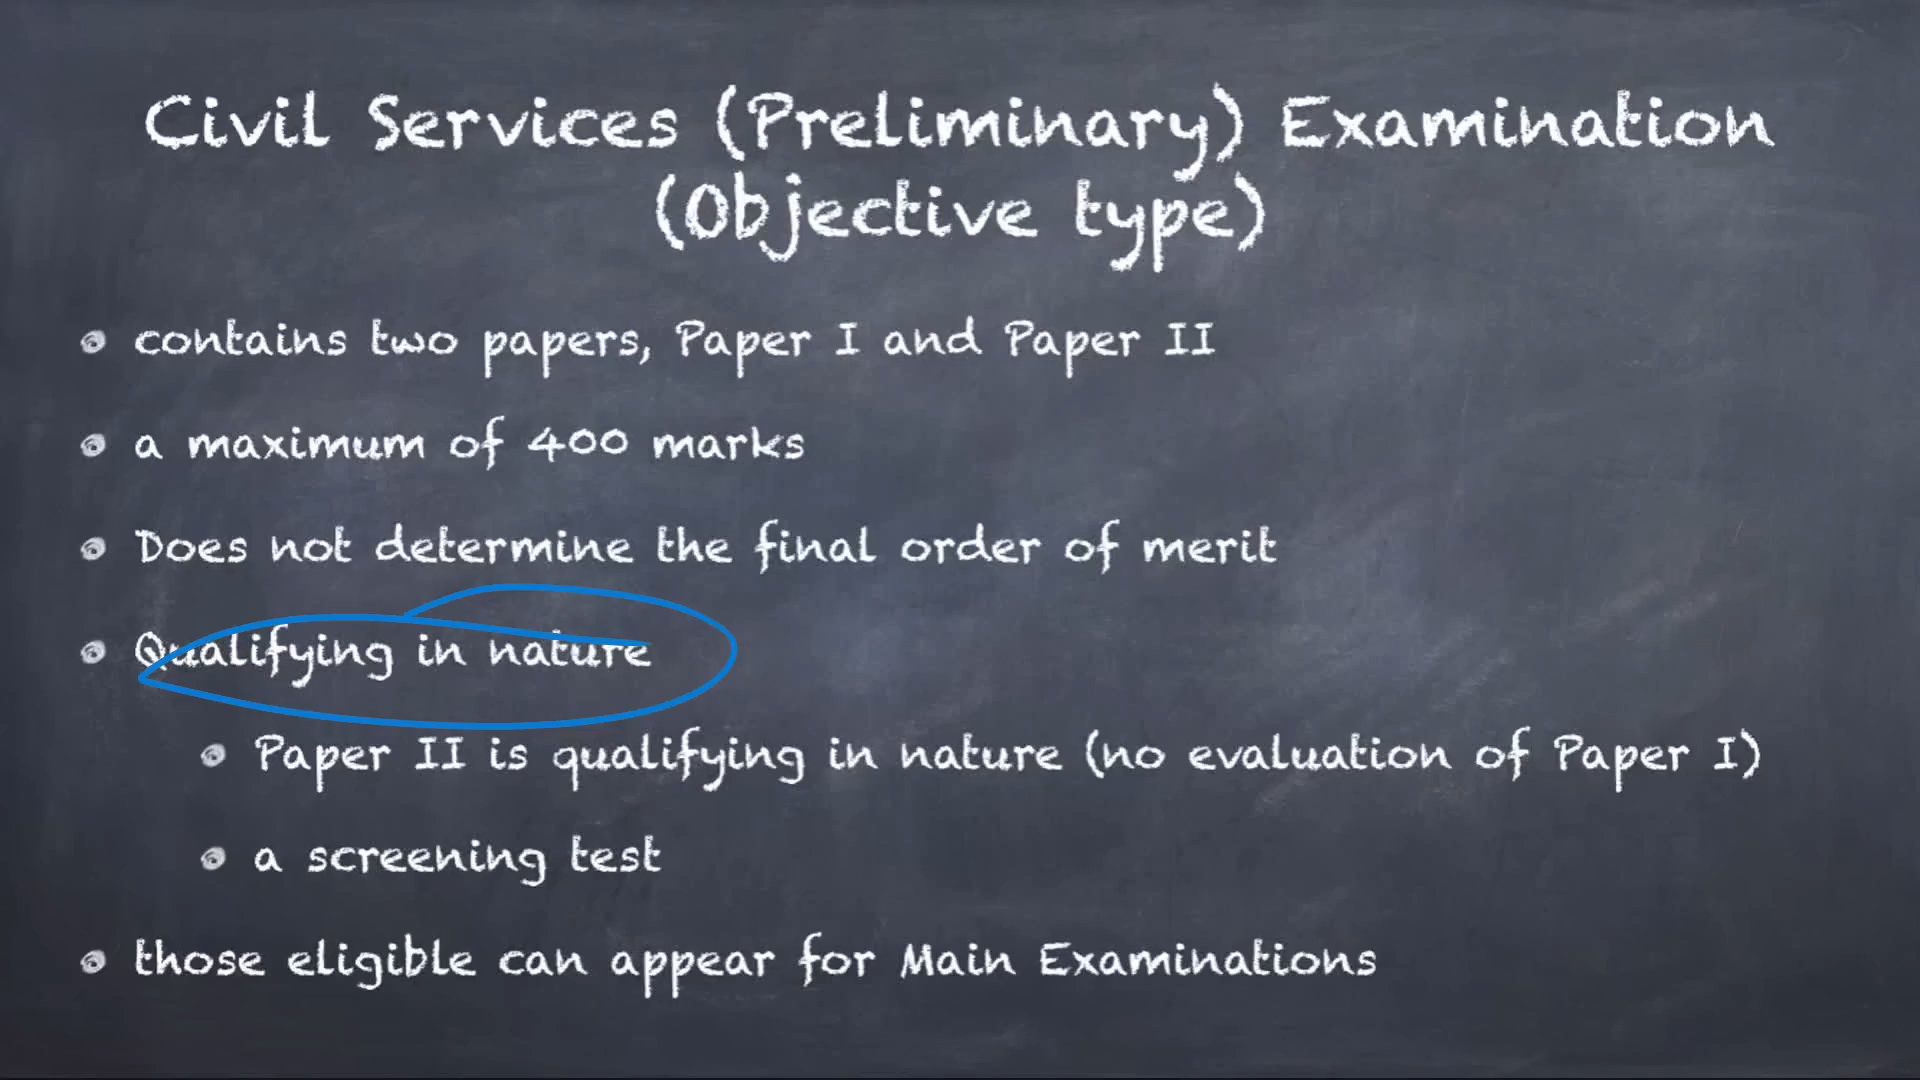 Civil Services (Preliminary) Examination
(Objective type)
contains two papers, Paper I and Paper II
a maximum of 400 marks
Does not determine the final order of merit
Qualifying in nature
Paper II is qualifying in nature (no evaluation of Paper I)
a screening test
those eligible can appear for Main Examinations